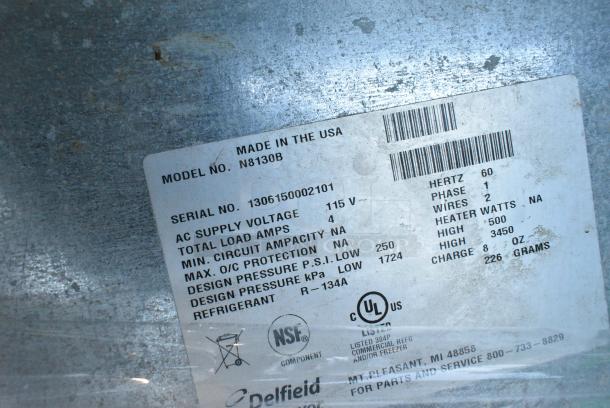 MADE IN THE USA
MODEL NO. N8130B
SERIAL NO. 1306150002101
AC SUPPLY VOLTAGE 115 V
TOTAL LOAD AMPS 4
MIN. CIRCUIT AMPACITY NA
MAX. O/C PROTECTION NA
DESIGN PRESSURE P.S.I. LOW 250
DESIGN PRESSURE kPa LOW 1724
REFRIGERANT R-134A
HERTZ 60
PHASE 1
WIRES 2
HEATER WATTS NA
HIGH 500
HIGH 3450
CHARGE 8 OZ
226 GRAMS
NSF®
COMPONENT
C UL US
LISTED
LISTED 384P
COMMERCIAL REFG
AND/OR FREEZER
Delfield
MT. PLEASANT, MI 48858
FOR PARTS AND SERVICE 800-733-8829